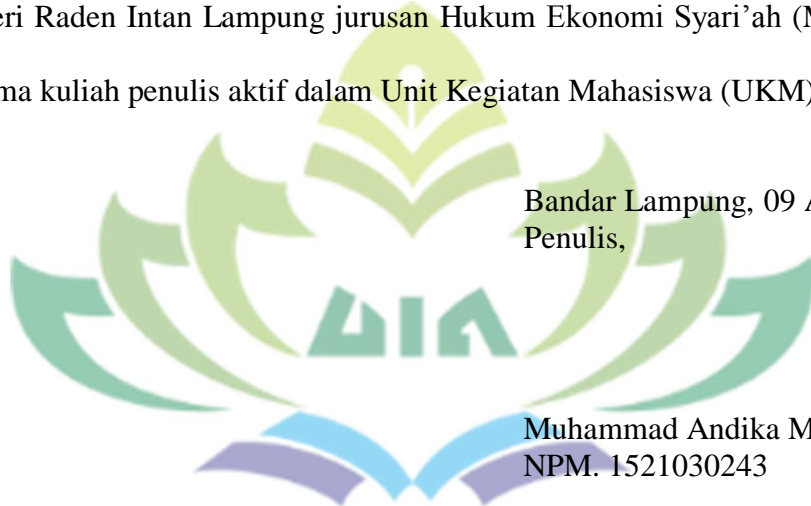 eri Raden Intan Lampung jurusan Hukum Ekonomi Syari’ah (
ma kuliah penulis aktif dalam Unit Kegiatan Mahasiswa (UKM)
Bandar Lampung, 09
Penulis,
UIN
Muhammad Andika M
NPM. 1521030243